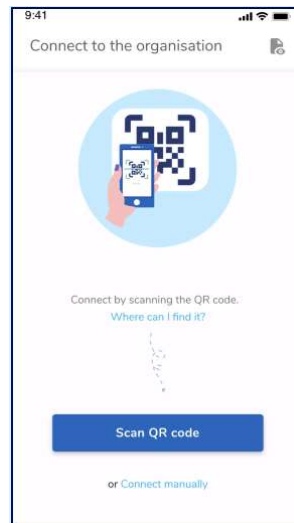 9:41
Connect to the organisation
Connect by scanning the QR code.
Where can I find it?
Scan QR code
or Connect manually